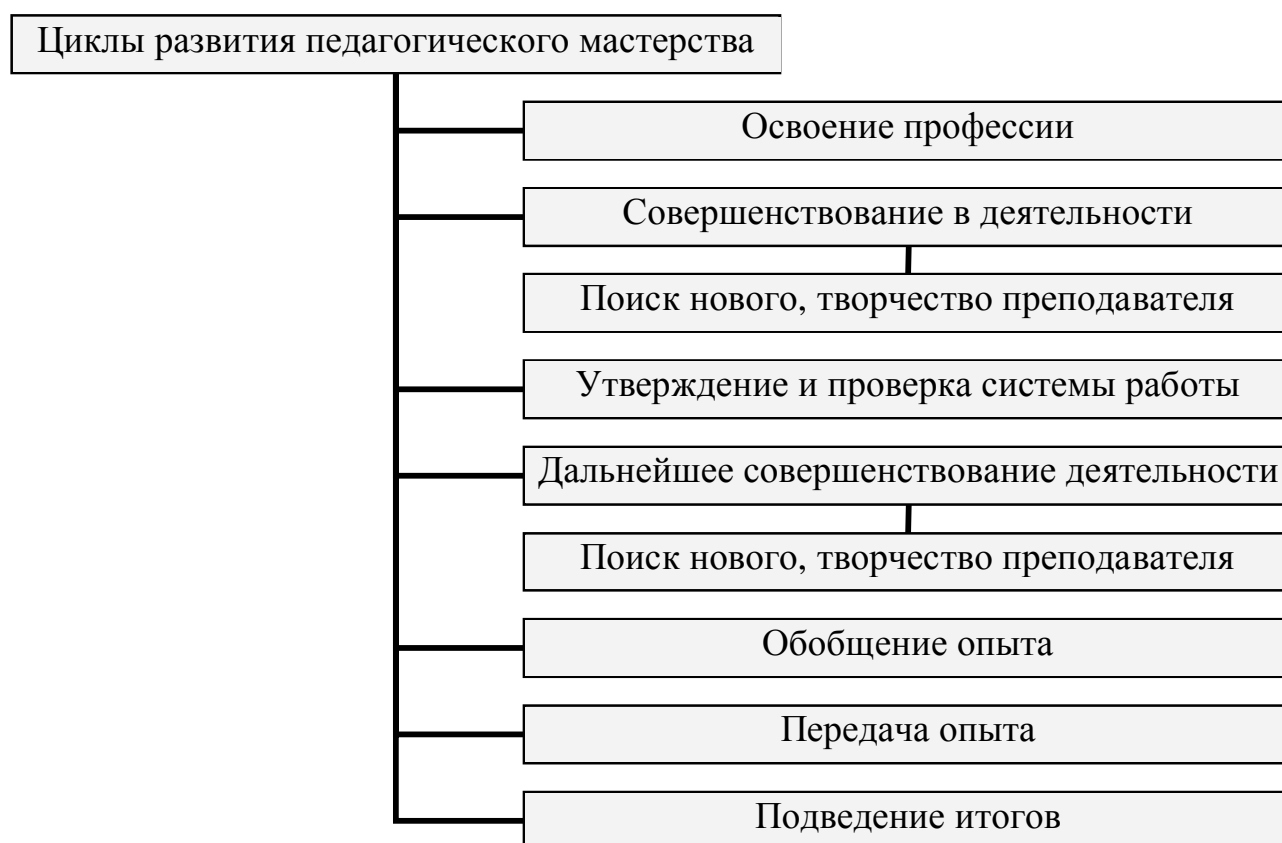 Циклы развития педагогического мастерства
Освоение профессии
Совершенствование в деятельности
Поиск нового, творчество преподавателя
Утверждение и проверка системы работы
Дальнейшее совершенствование деятельности
Поиск нового, творчество преподавателя
Обобщение опыта
Передача опыта
Подведение итогов